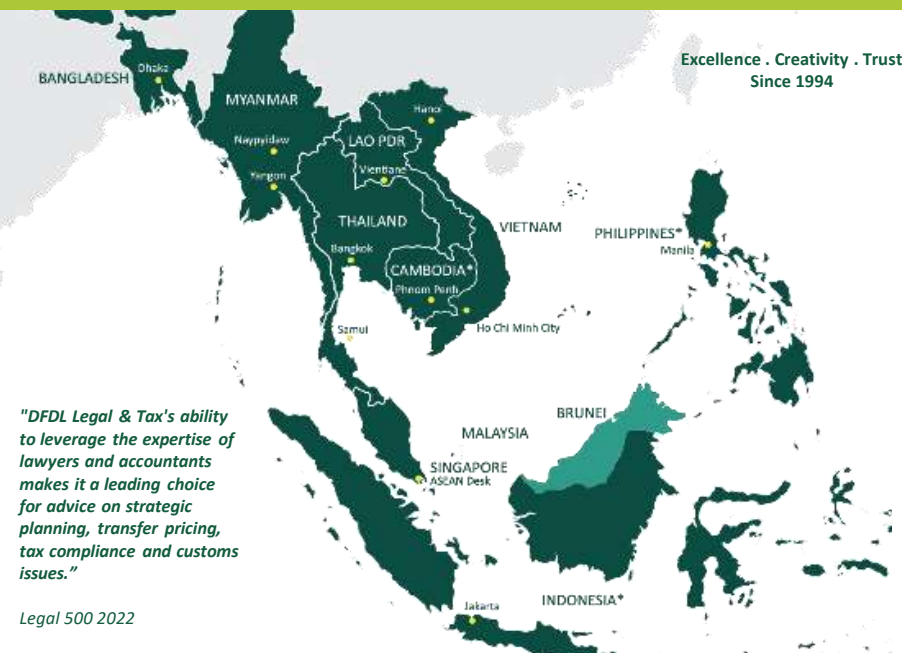 Excellence . Creativity . Trust
Since 1994
BANGLADESH
Dhaka
MYANMAR
Hanoi
Naypyidaw
LAO PDR
Vientiane
Yangon
THAILAND
VIETNAM
PHILIPPINES*
Manila
Bangkok
CAMBODIA*
Phnom Penh
Ho Chi Minh City
Samui
"DFDL Legal & Tax's ability
to leverage the expertise of
lawyers and accountants
makes it a leading choice
for advice on strategic
planning, transfer pricing,
tax compliance and customs
issues.”
Legal 500 2022
BRUNEI
MALAYSIA
SINGAPORE
ASEAN Desk
INDONESIA*
Jakarta